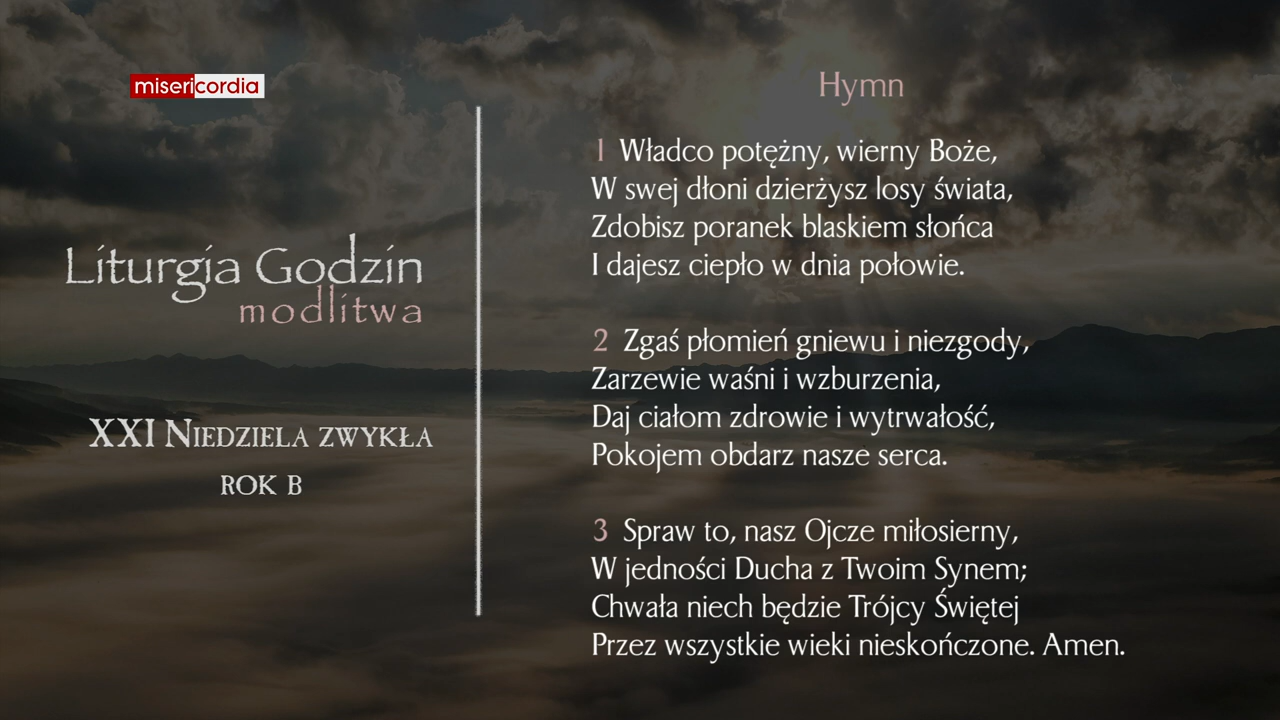 misericordia
Liturgia Godzin
modlitwa
XXI Niedziela zwykła
rok B
Hymn
1 Władco potężny, wierny Boże,
W swej dłoni dzierżysz losy świata,
Zdobisz poranek blaskiem słońca
I dajesz ciepło w dnia połowie.
2 Zgaś płomień gniewu i niezgody,
Zarzewie waśni i wzburzenia,
Daj ciałom zdrowie i wytrwałość,
Pokojem obdarz nasze serca.
3 Spraw to, nasz Ojcze miłosierny,
W jedności Ducha z Twoim Synem;
Chwała niech będzie Trójcy Świętej
Przez wszystkie wieki nieskończone. Amen.